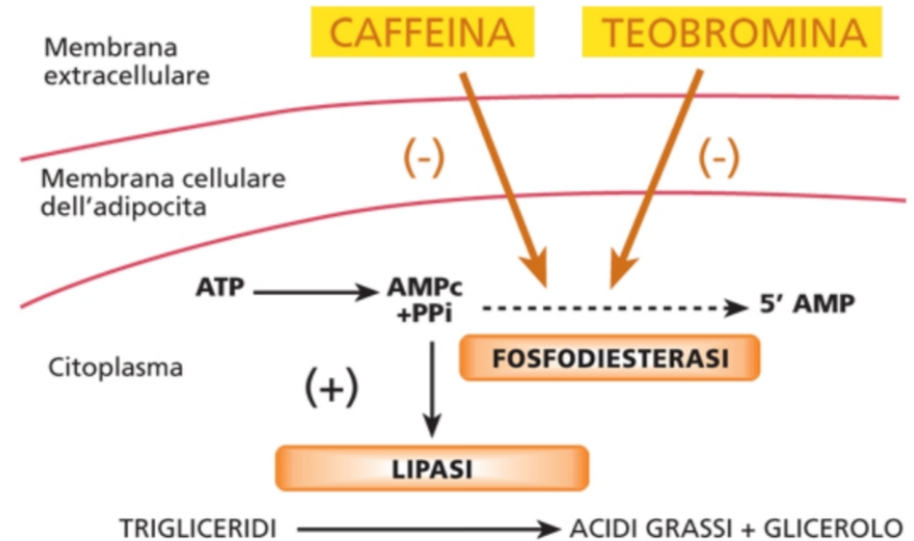 CAFFEINA
TEOBROMINA
Membrana
extracellulare
(-)
(-)
Membrana cellulare
dell'adipocita
ATP
AMPc
+PPi
5' AMP
FOSFODIESTERASI
Citoplasma
(+)
LIPASI
TRIGLICERIDI
ACIDI GRASSI + GLICEROLO